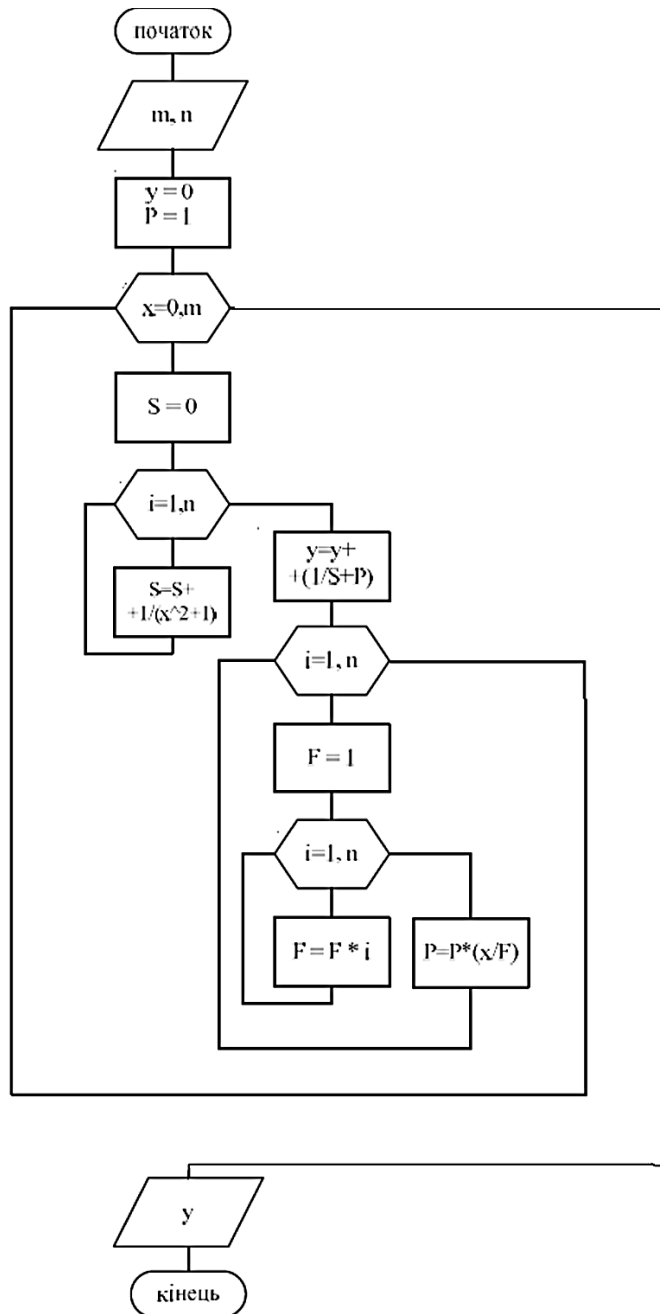 початок
m, n
y = 0
P = 1
x=0,m
S = 0
i=1,n
S=S+
+1/(x^2+1)
y=y+
+(1/S+P)
i=1, n
F = 1
i=1, n
F = F * i
P=P*(x/F)
y
кінець